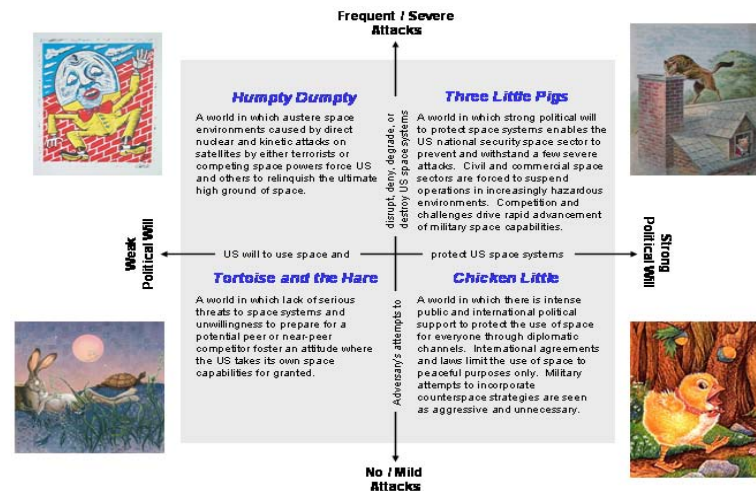 Frequent / Severe
Attacks
Humpty Dumpty
A world in which austere space
environments caused by direct
nuclear and kinetic attacks on
satellites by either terrorists or
competing space powers force US
and others to relinquish the ultimate
high ground of space.
disrupt, deny, degrade, or
destroy US space systems
Three Little Pigs
A world in which strong political will
to protect space systems enables the
US national security space sector to
prevent and withstand a few severe
attacks. Civil and commercial space
sectors are forced to suspend
operations in increasingly hazardous
environments. Competition and
challenges drive rapid advancement
of military space capabilities.
Weak
Political Will
US will to use space and
protect US space systems
Strong
Political Will
Tortoise and the Hare
A world in which lack of serious
threats to space systems and
unwillingness to prepare for a
potential peer or near-peer
competitor foster an attitude where
the US takes its own space
capabilities for granted.
Adversary's attempts to
Chicken Little
A world in which there is intense
public and international political
support to protect the use of space
for everyone through diplomatic
channels. International agreements
and laws limit the use of space to
peaceful purposes only. Military
attempts to incorporate
counterspace strategies are seen
as aggressive and unnecessary.
No / Mild
Attacks